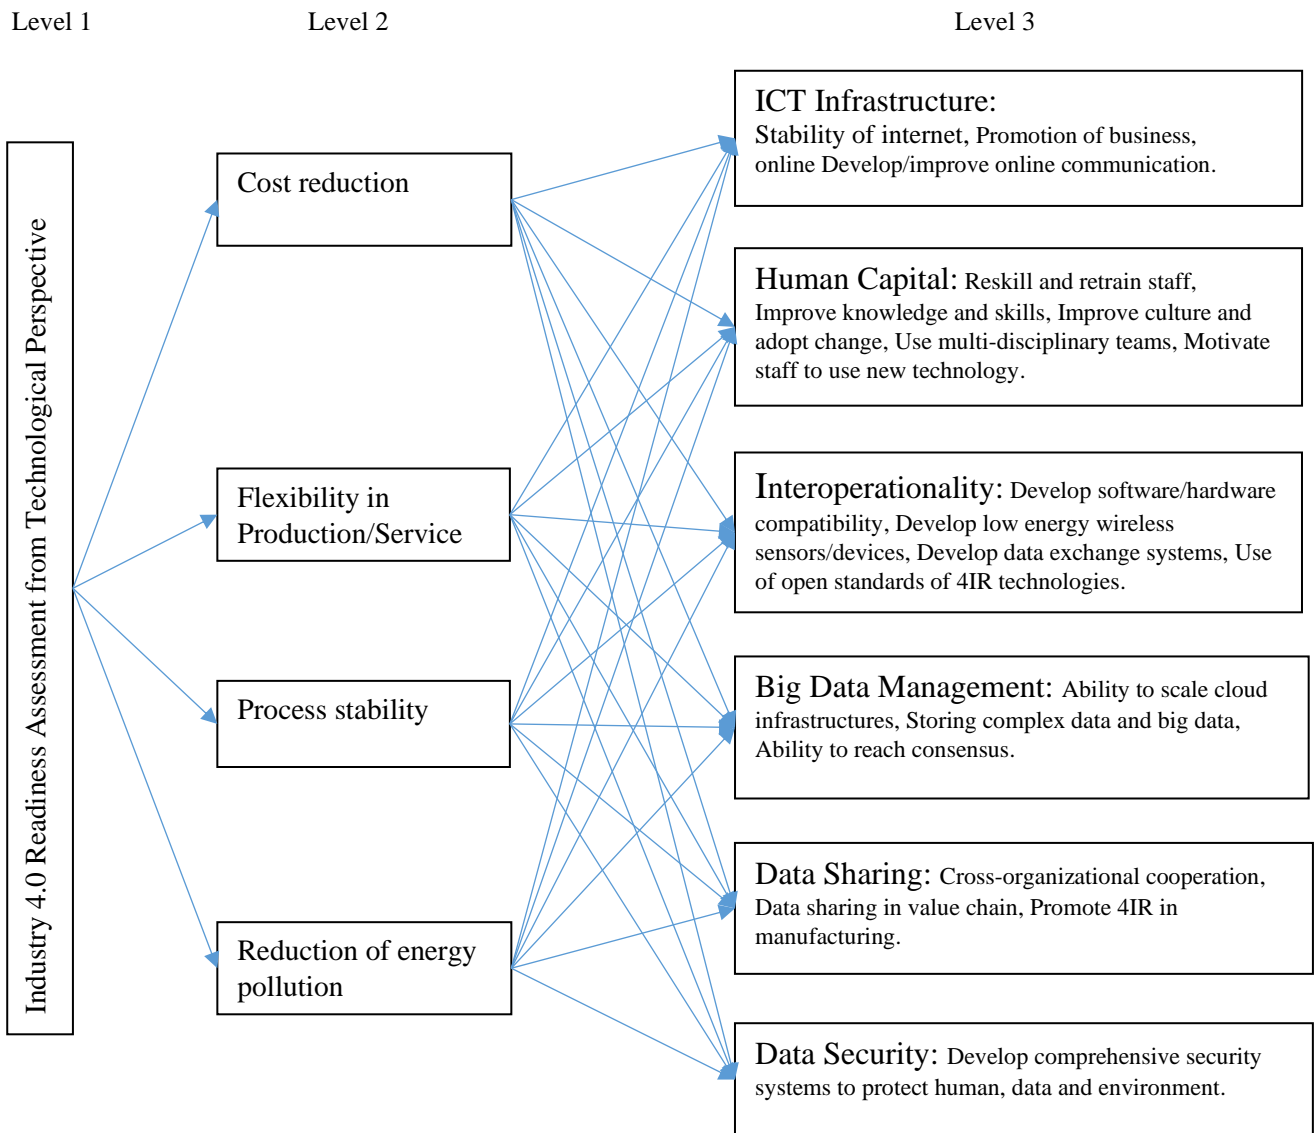 Level 1
Level 2
Level 3
Industry 4.0 Readiness Assessment from Technological Perspective
Cost reduction
Flexibility in
Production/Service
Process stability
Reduction of energy
pollution
ICT Infrastructure:
Stability of internet, Promotion of business,
online Develop/improve online communication.
Human Capital: Reskill and retrain staff,
Improve knowledge and skills, Improve culture and
adopt change, Use multi-disciplinary teams, Motivate
staff to use new technology.
Interoperationality: Develop software/hardware
compatibility, Develop low energy wireless
sensors/devices, Develop data exchange systems, Use
of open standards of 4IR technologies.
Big Data Management: Ability to scale cloud
infrastructures, Storing complex data and big data,
Ability to reach consensus.
Data Sharing: Cross-organizational cooperation,
Data sharing in value chain, Promote 4IR in
manufacturing.
Data Security: Develop comprehensive security
systems to protect human, data and environment.